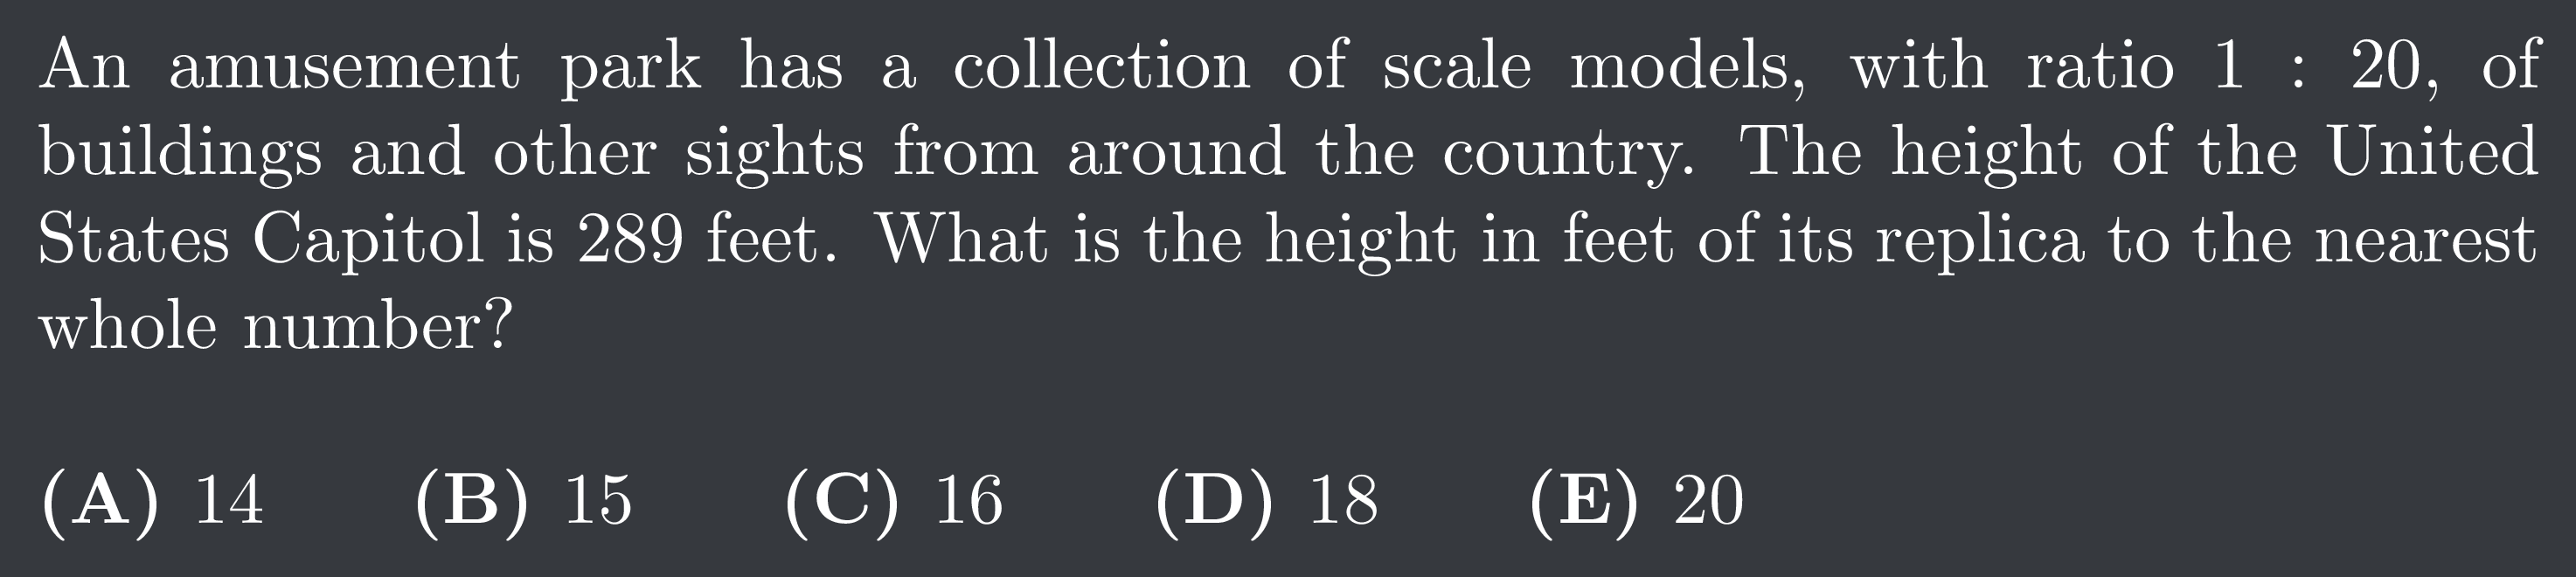 An amusement park has a collection of scale models, with ratio 1 : 20, of
buildings and other sights from around the country. The height of the United
States Capitol is 289 feet. What is the height in feet of its replica to the nearest
whole number?
(A) 14 (B) 15 (C) 16 (D) 18 (E) 20